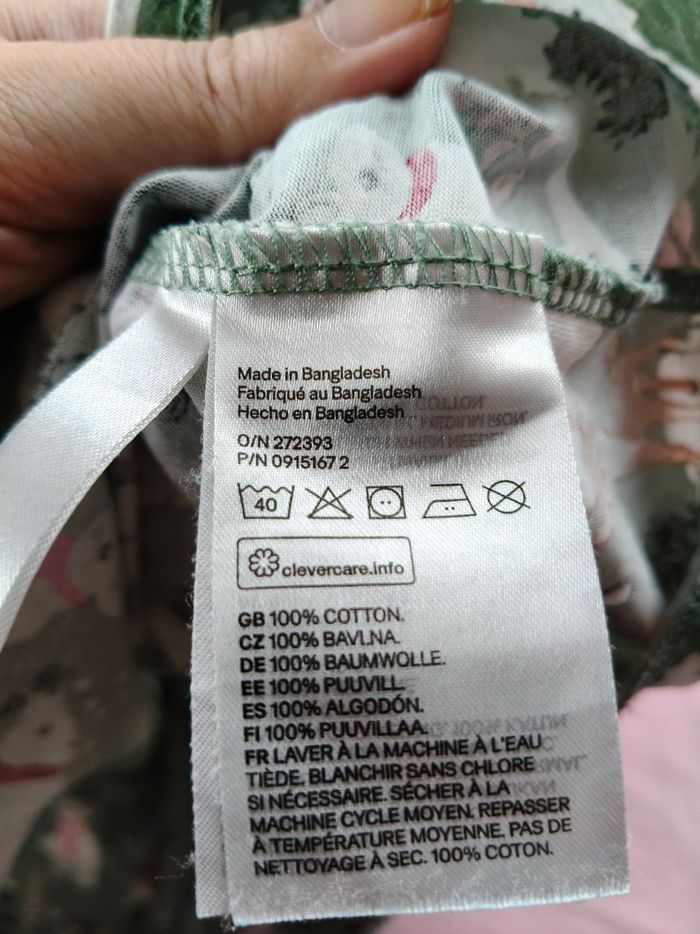 Made in Bangladesh
Fabriqué au Bangladesh
Hecho en Bangladesh
O/N 272393
P/N 0915167 2
40
clevercare.info
GB 100% COTTON.
CZ 100% BAVLNA.
DE 100% BAUMWOLLE.
EE 100% PUUVILL.
ES 100% ALGODÓN.
FI 100% PUUVILLAA.
FR LAVER À LA MACHINE À L'EAU
TIÈDE. BLANCHIR SANS CHLORE
SI NÉCESSAIRE. SÉCHER À LA
MACHINE CYCLE MOYEN. REPASSER
À TEMPÉRATURE MOYENNE. PAS DE
NETTOYAGE À SEC. 100% COTON.